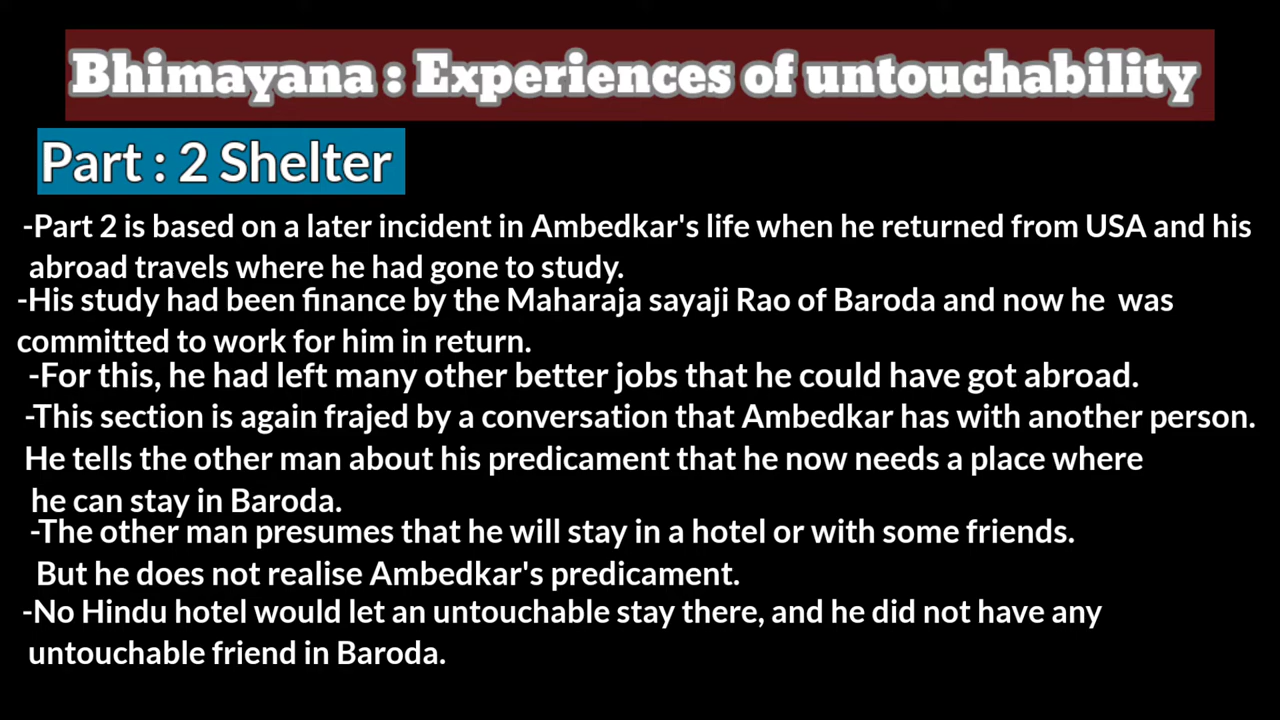 Bhimayana : Experiences of untouchability
Part : 2 Shelter
-Part 2 is based on a later incident in Ambedkar's life when he returned from USA and his
abroad travels where he had gone to study.
-His study had been finance by the Maharaja sayaji Rao of Baroda and now he was
committed to work for him in return.
-For this, he had left many other better jobs that he could have got abroad.
-This section is again frajed by a conversation that Ambedkar has with another person.
He tells the other man about his predicament that he now needs a place where
he can stay in Baroda.
-The other man presumes that he will stay in a hotel or with some friends.
But he does not realise Ambedkar's predicament.
-No Hindu hotel would let an untouchable stay there, and he did not have any
untouchable friend in Baroda.